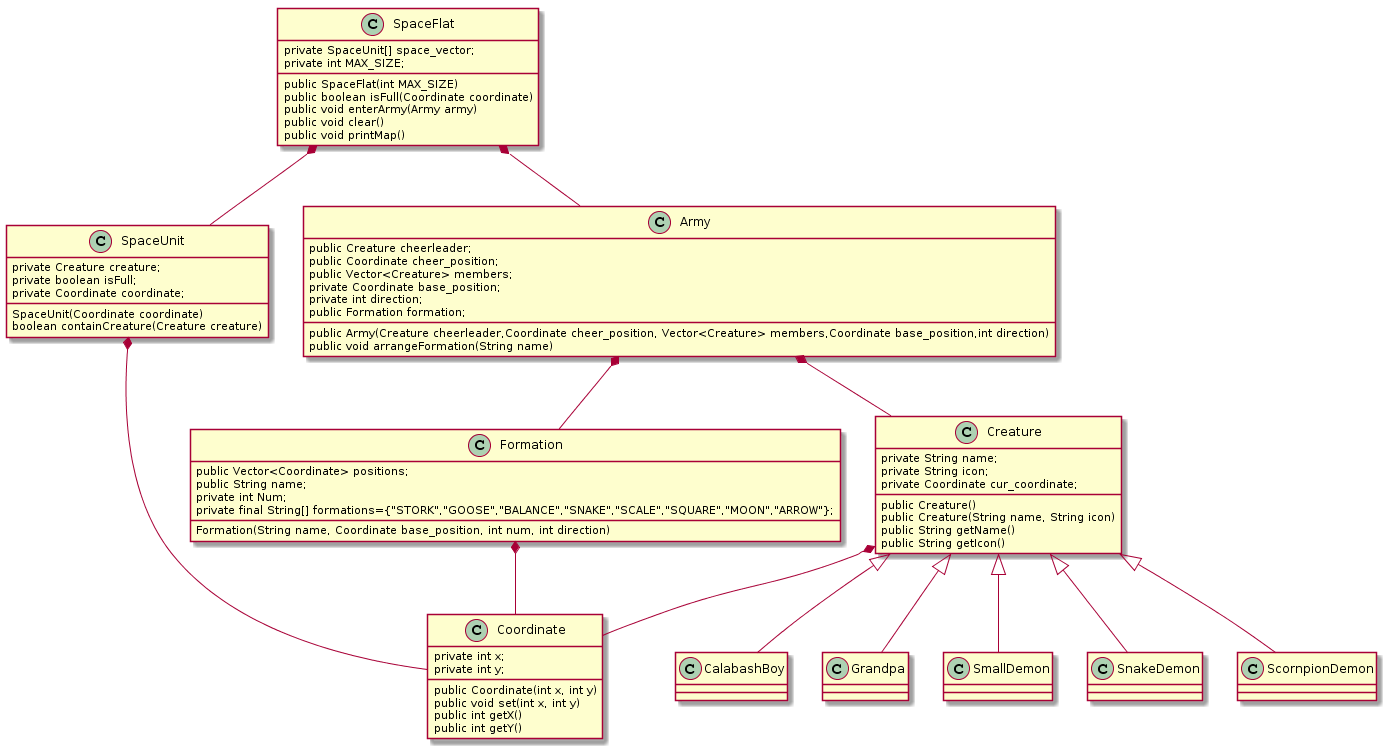 C SpaceFlat
private SpaceUnit[] space_vector;
private int MAX_SIZE;
public SpaceFlat(int MAX_SIZE)
public boolean isFull(Coordinate coordinate)
public void enterArmy(Army army)
public void clear()
public void printMap()
C SpaceUnit
private Creature creature;
private boolean isFull;
private Coordinate coordinate;
SpaceUnit(Coordinate coordinate)
boolean containCreature(Creature creature)
C Army
public Creature cheerleader;
public Coordinate cheer_position;
public Vector<Creature> members;
private Coordinate base_position;
private int direction;
public Formation formation;
public Army(Creature cheerleader,Coordinate cheer_position, Vector<Creature> members,Coordinate base_position,int direction)
public void arrangeFormation(String name)
C Formation
public Vector<Coordinate> positions;
public String name;
private int Num;
private final String[] formations={"STORK","GOOSE","BALANCE","SNAKE","SCALE","SQUARE","MOON","ARROW"};
Formation(String name, Coordinate base_position, int num, int direction)
C Creature
private String name;
private String icon;
private Coordinate cur_coordinate;
public Creature()
public Creature(String name, String icon)
public String getName()
public String getIcon()
C Coordinate
private int x;
private int y;
public Coordinate(int x, int y)
public void set(int x, int y)
public int getX()
public int getY()
C CalabashBoy
C Grandpa
C SmallDemon
C SnakeDemon
C ScornpionDemon